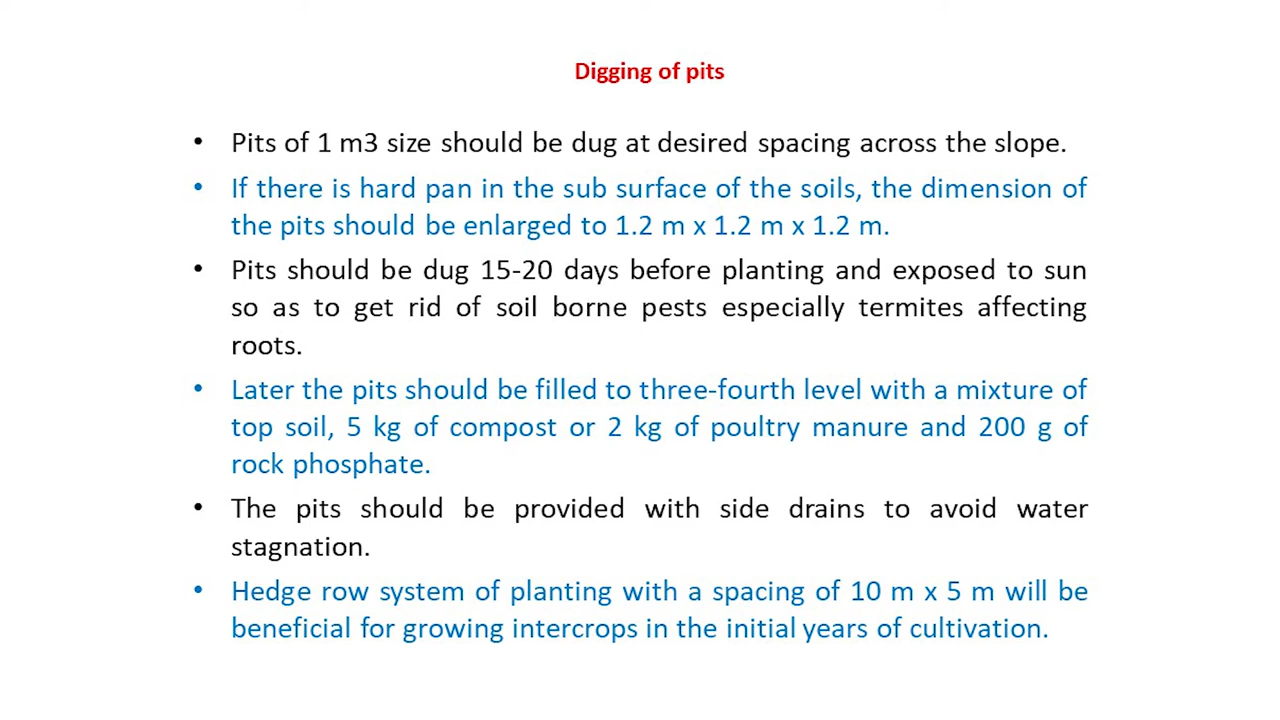 Digging of pits
• Pits of 1 m3 size should be dug at desired spacing across the slope.
• If there is hard pan in the sub surface of the soils, the dimension of
the pits should be enlarged to 1.2 m x 1.2 m x 1.2 m.
• Pits should be dug 15-20 days before planting and exposed to sun
so as to get rid of soil borne pests especially termites affecting
roots.
• Later the pits should be filled to three-fourth level with a mixture of
top soil, 5 kg of compost or 2 kg of poultry manure and 200 g of
rock phosphate.
• The pits should be provided with side drains to avoid water
stagnation.
• Hedge row system of planting with a spacing of 10 m x 5 m will be
beneficial for growing intercrops in the initial years of cultivation.